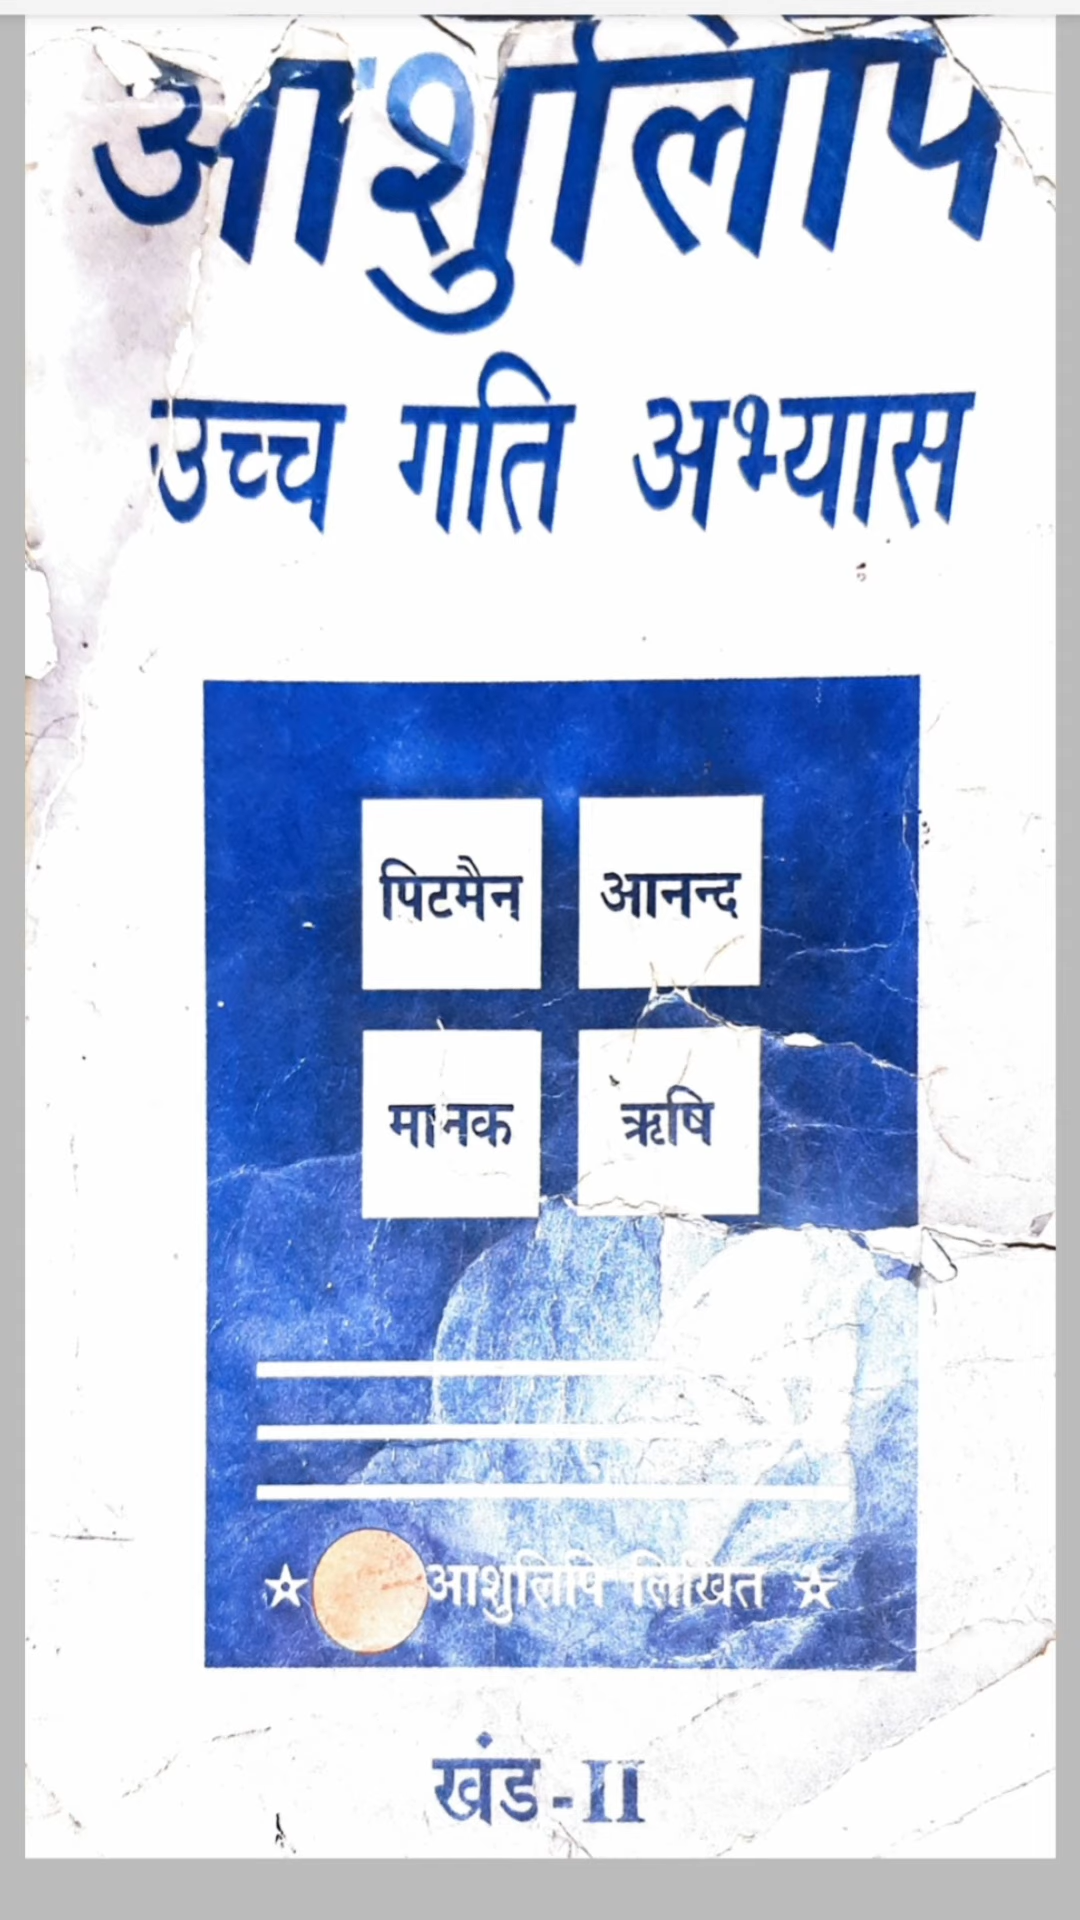 आशुलिपि
उच्च गति अभ्यास
पिटमैन आनन्द
मानक ऋषि
आशुलिपि लिखित
खंड-II